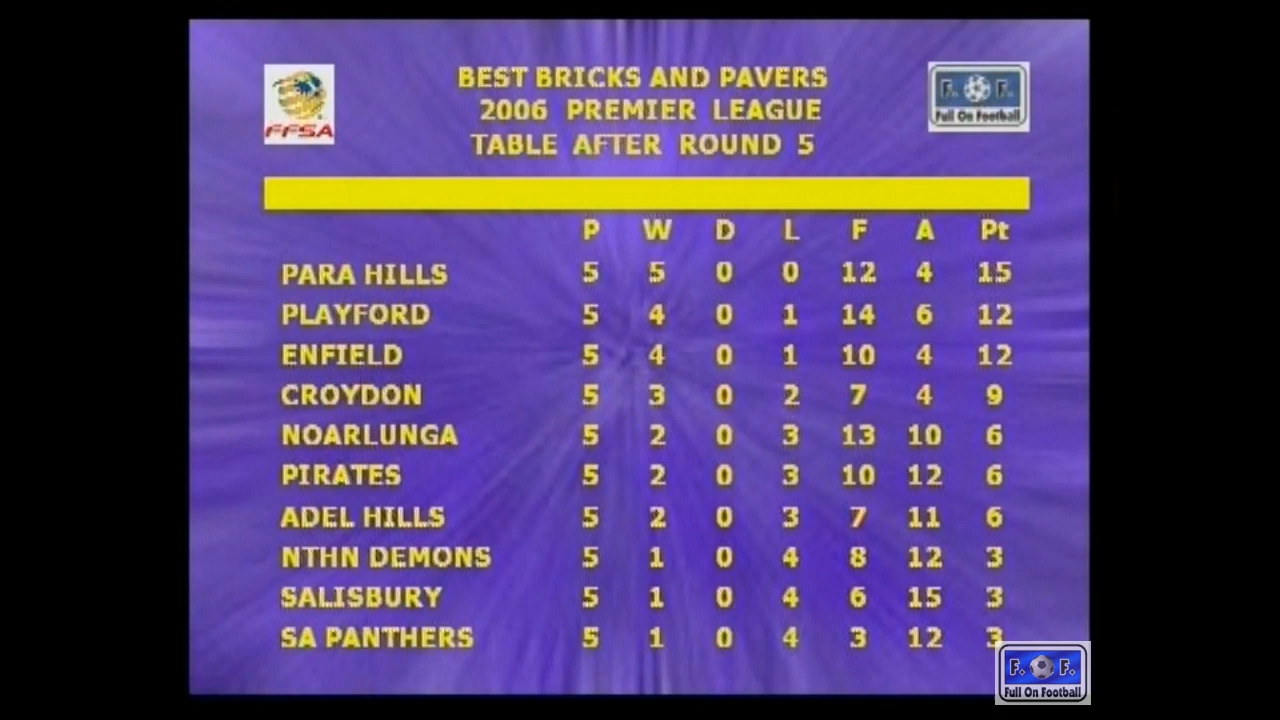 BEST BRICKS AND PAVERS
2006 PREMIER LEAGUE
TABLE AFTER ROUND 5
FFSA
F. F.
Full On Football
P W D L F A Pt
PARA HILLS 5 5 0 0 12 4 15
PLAYFORD 5 4 0 1 14 6 12
ENFIELD 5 4 0 1 10 4 12
CROYDON 5 3 0 2 7 4 9
NOARLUNGA 5 2 0 3 13 10 6
PIRATES 5 2 0 3 10 12 6
ADEL HILLS 5 2 0 3 7 11 6
NTHN DEMONS 5 1 0 4 8 12 3
SALISBURY 5 1 0 4 6 15 3
SA PANTHERS 5 1 0 4 3 12 3
F. F.
Full On Football